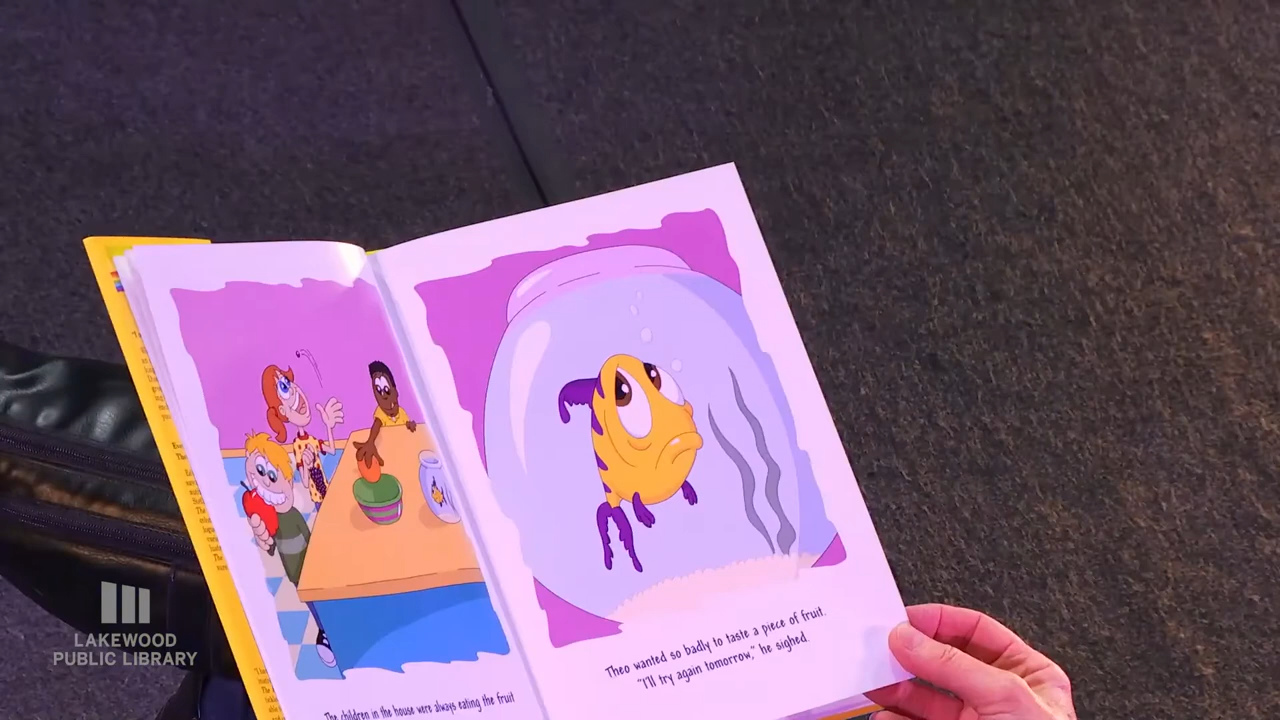 The children in the house were always eating the fruit
Theo wanted so badly to taste a piece of fruit.
"I'll try again tomorrow," he sighed.
LAKEWOOD
PUBLIC LIBRARY